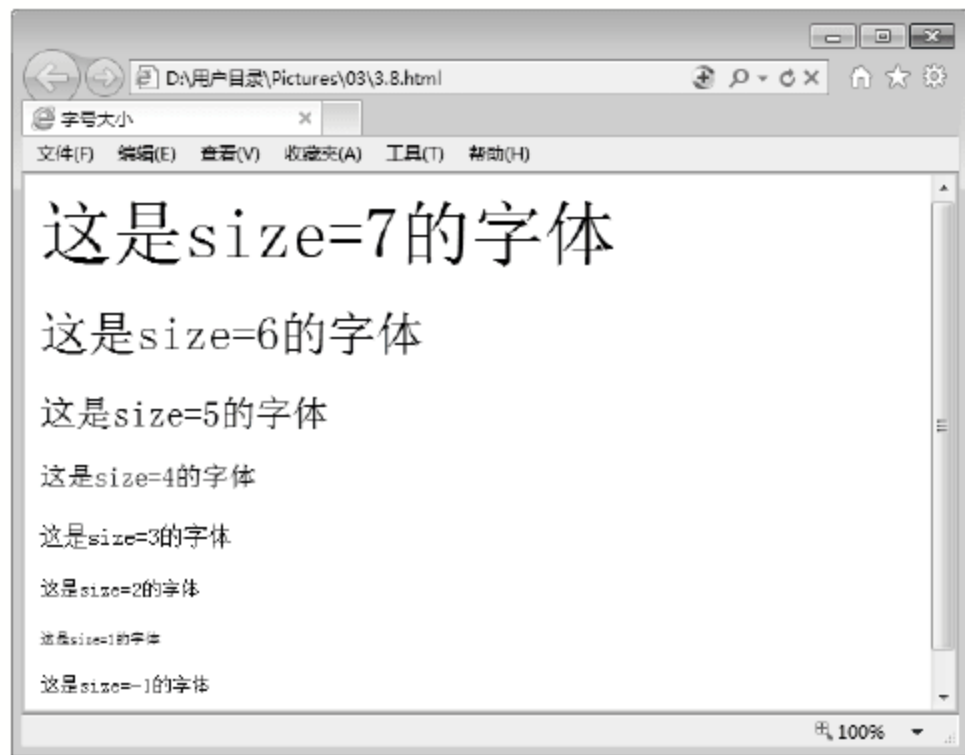 D:\用户目录\Pictures\03\3.8.html
字号大小
文件(F) 编辑(E) 查看(V) 收藏夹(A) 工具(T) 帮助(H)
这是size=7的字体
这是size=6的字体
这是size=5的字体
这是size=4的字体
这是size=3的字体
这是size=2的字体
这是size=1的字体
这是size=-1的字体
100%